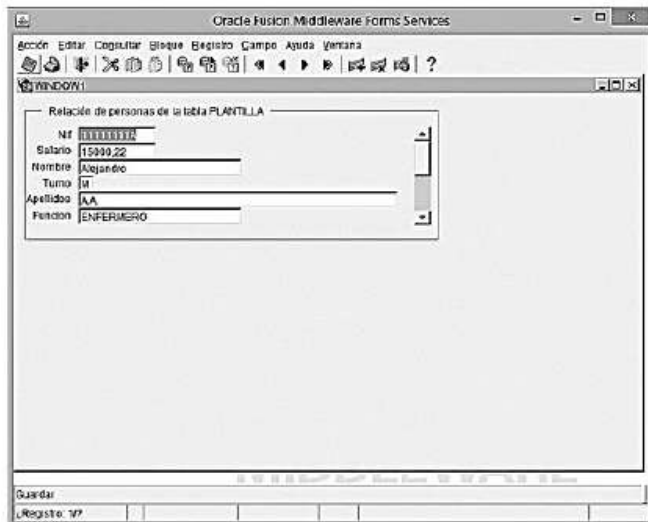 Oracle Fusion Middleware Forms Services
Acción Editar Consultar Bloque Registro Campo Ayuda Ventana
?
WINDOW1
Relación de personas de la tabla PLANTILLA
Nif 11111111A
Salario 15000,22
Nombre Alejandro
Turno M
Apellidos AA
Funcion ENFERMERO
Guardar
Registro: 1/?